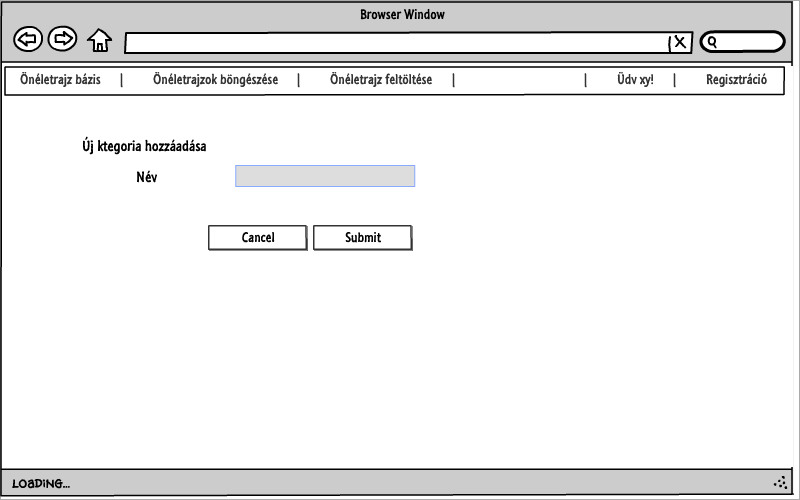 Browser Window
Önéletrajz bázis | Önéletrajzok böngészése | Önéletrajz feltöltése | | Üdv xy! | Regisztráció
Új ktegoria hozzáadása
Név
Cancel Submit
LOADING...